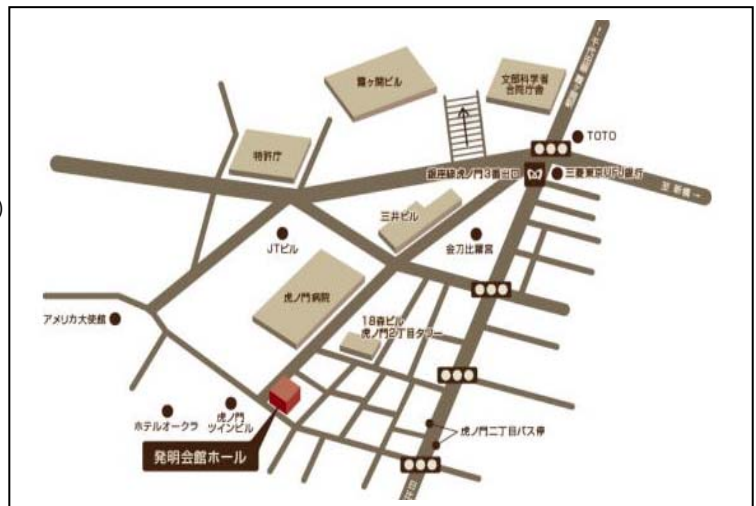 霞ヶ関ビル
文部科学省
合同庁舎
特許庁
TOTO
銀座線虎ノ門3番出口
三菱東京UFJ銀行
至 新橋→
三井ビル
JTビル
金刀比羅宮
虎ノ門病院
アメリカ大使館
18森ビル
虎ノ門2丁目タワー
ホテルオークラ
虎ノ門
ツインビル
虎ノ門二丁目バス停
発明会館ホール
)